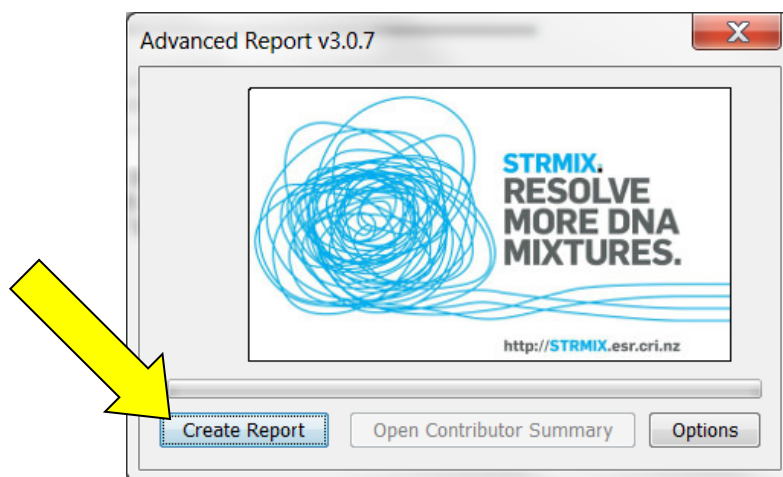 Advanced Report v3.0.7
X
STRMIX.
RESOLVE
MORE DNA
MIXTURES.
http://STRMIX.esr.cri.nz
Create Report
Open Contributor Summary
Options